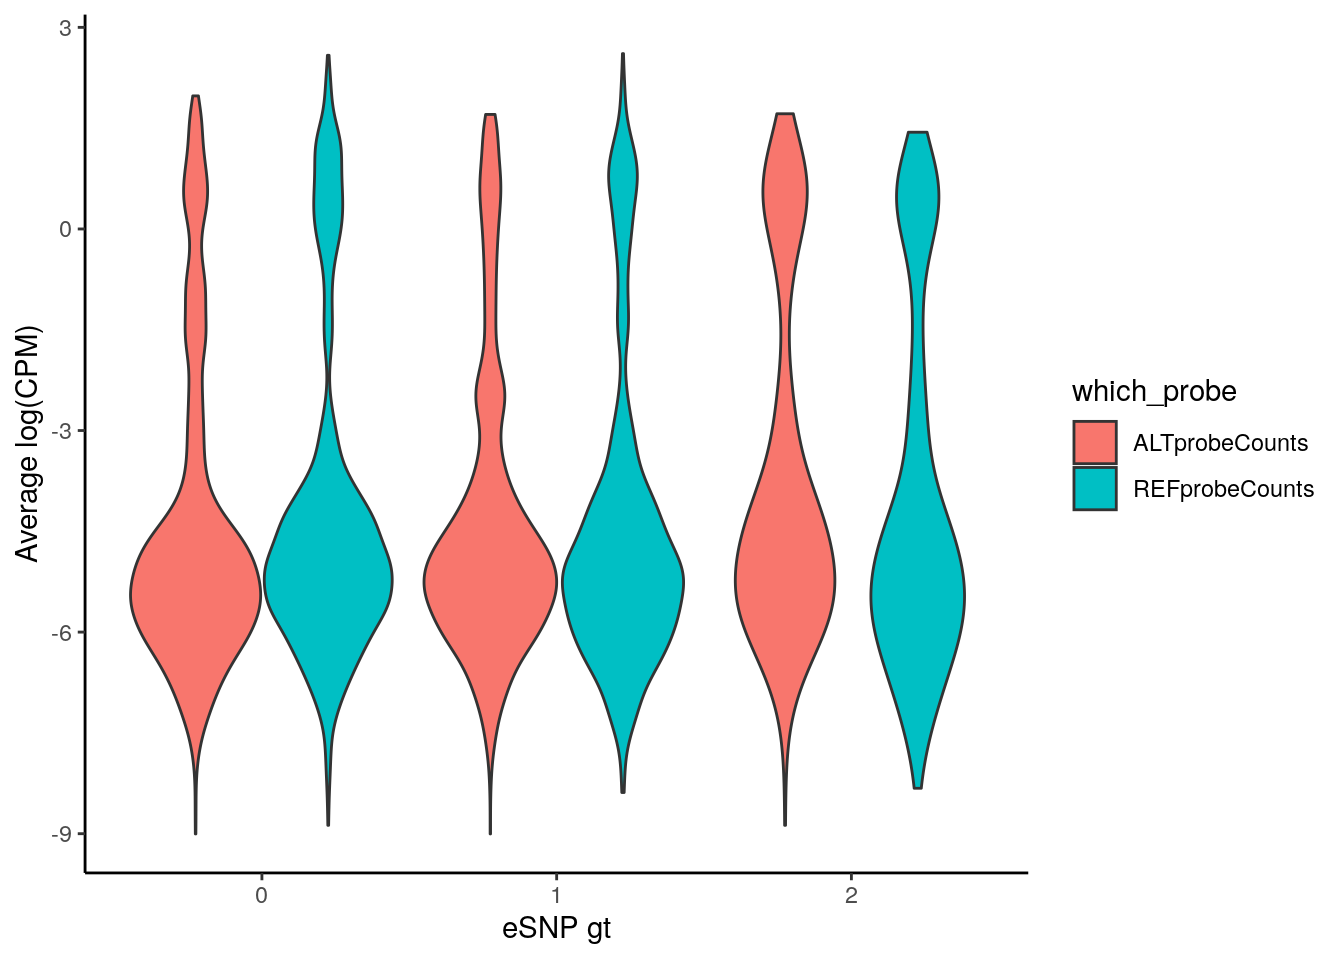 3
0
-3
-6
-9
Average log(CPM)
0
1
2
eSNP gt
which_probe
ALTprobeCounts
REFprobeCounts